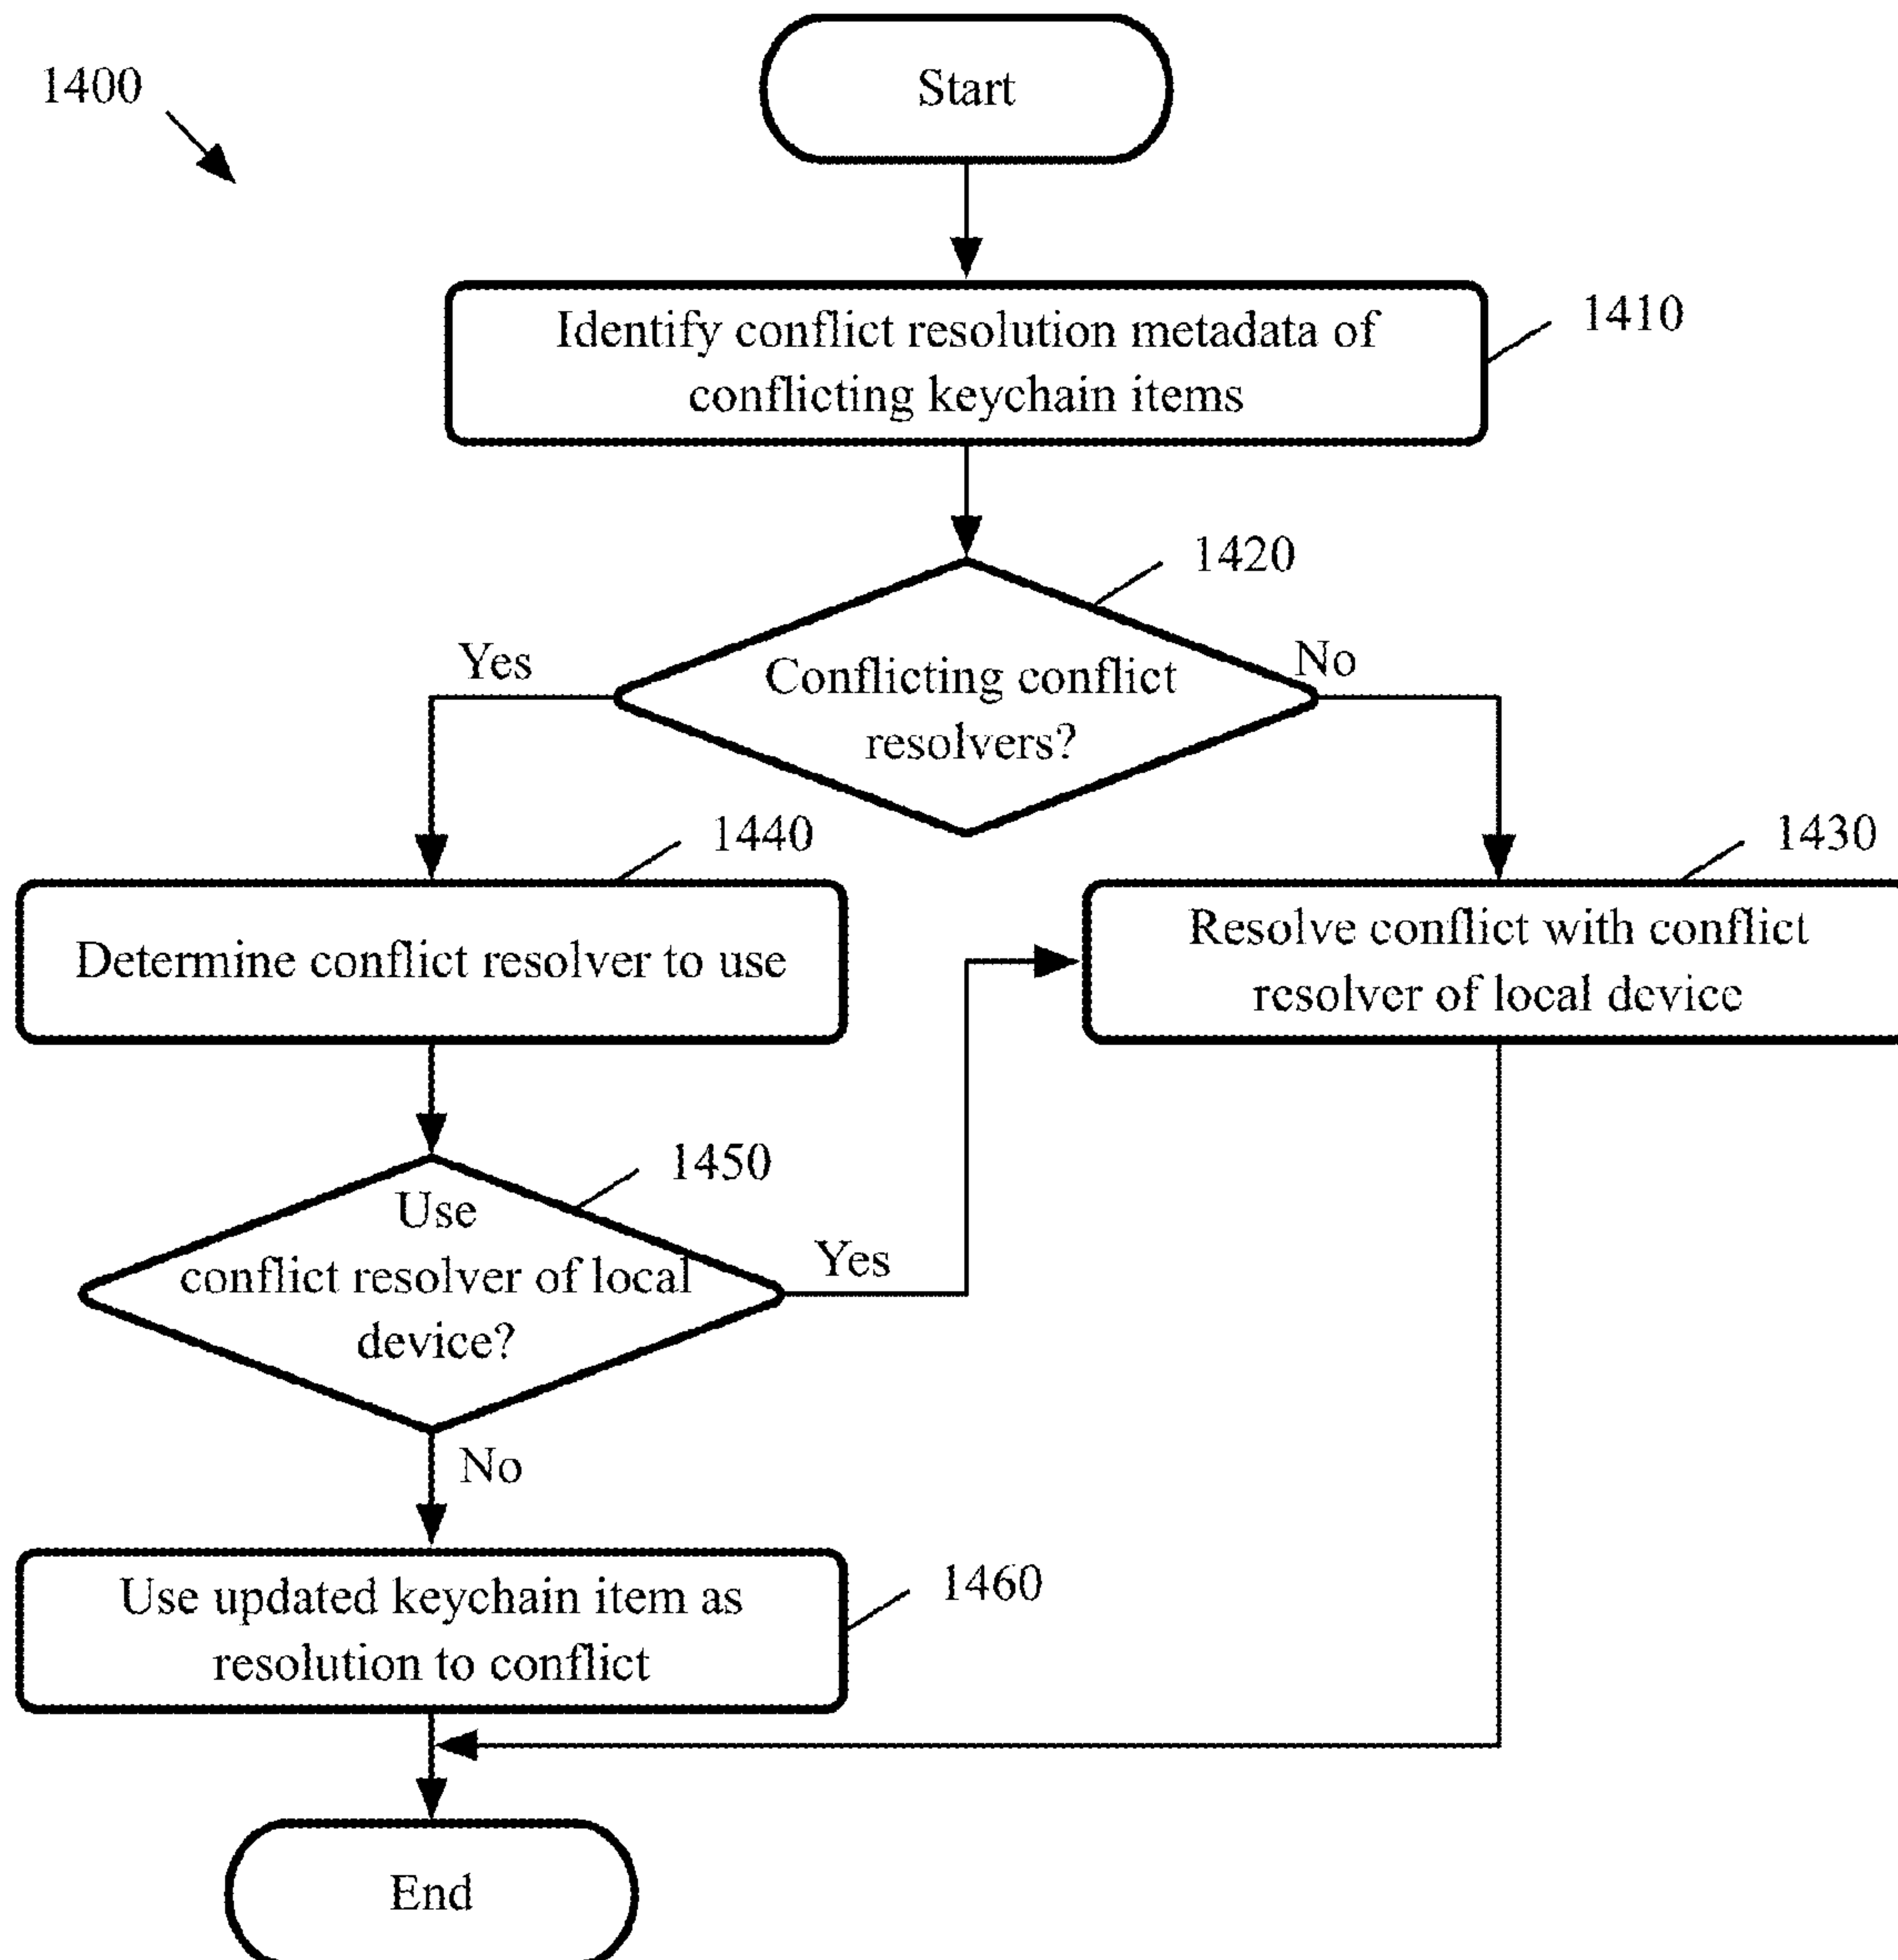 1400
Start
Identify conflict resolution metadata of
conflicting keychain items
1410
1420
Conflicting conflict
resolvers?
Yes
No
1440
Determine conflict resolver to use
1430
Resolve conflict with conflict
resolver of local device
1450
Use
conflict resolver of local
device?
Yes
No
Use updated keychain item as
resolution to conflict
1460
End